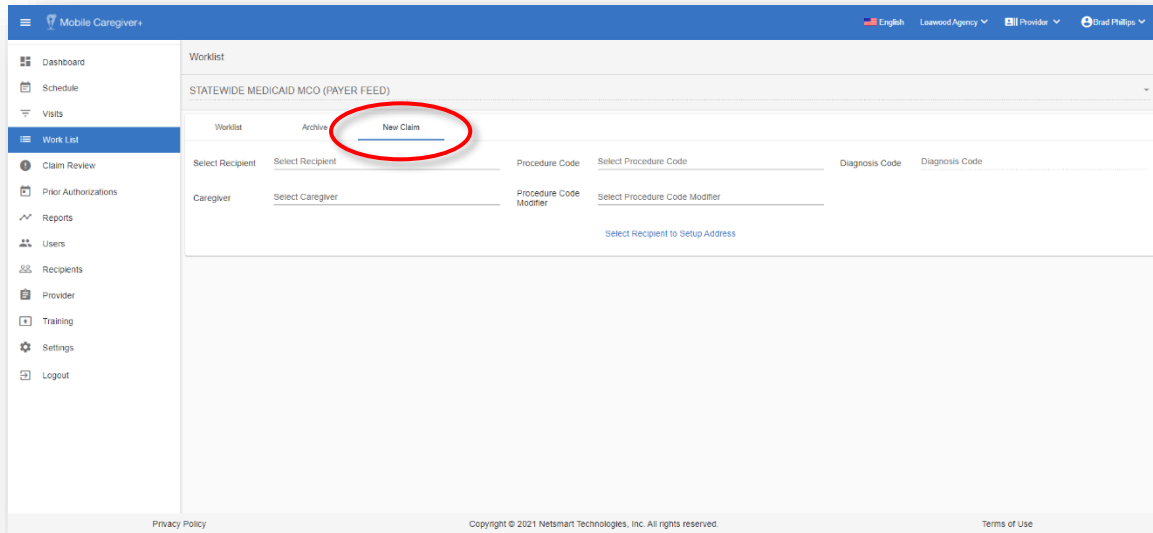 Mobile Caregiver+
English Leawood Agency Provider Brad Phillips
Dashboard
Schedule
Visits
Work List
Claim Review
Prior Authorizations
Reports
Users
Recipients
Provider
Training
Settings
Logout
Worklist
STATEWIDE MEDICAID MCO (PAYER FEED)
Worklist Archive New Claim
Select Recipient Select Recipient Procedure Code Select Procedure Code Diagnosis Code Diagnosis Code
Caregiver Select Caregiver Procedure Code Modifier Select Procedure Code Modifier
Select Recipient to Setup Address
Privacy Policy Copyright © 2021 Netsmart Technologies, Inc. All rights reserved. Terms of Use